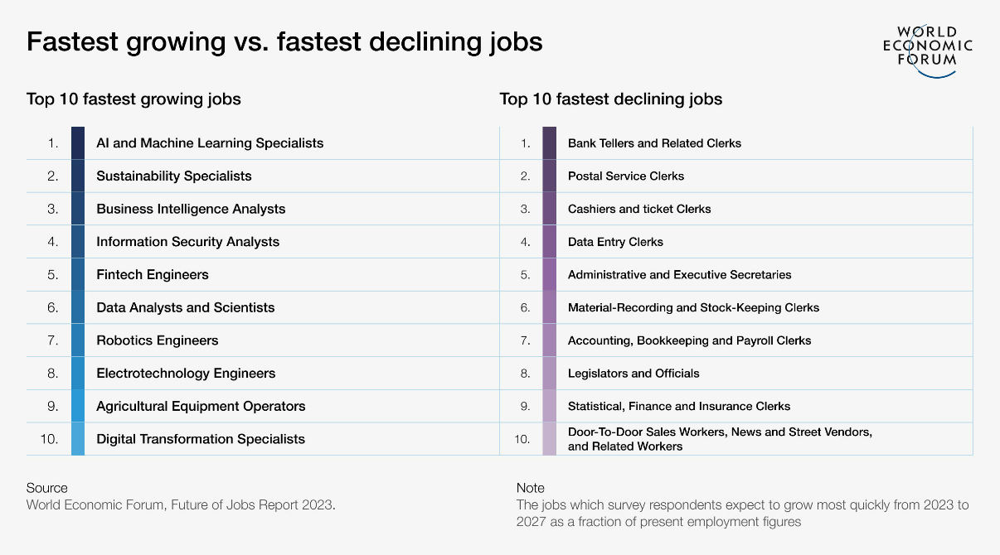 Fastest growing vs. fastest declining jobs
WORLD
ECONOMIC
FORUM
Top 10 fastest growing jobs
1. AI and Machine Learning Specialists
2. Sustainability Specialists
3. Business Intelligence Analysts
4. Information Security Analysts
5. Fintech Engineers
6. Data Analysts and Scientists
7. Robotics Engineers
8. Electrotechnology Engineers
9. Agricultural Equipment Operators
10. Digital Transformation Specialists
Top 10 fastest declining jobs
1. Bank Tellers and Related Clerks
2. Postal Service Clerks
3. Cashiers and ticket Clerks
4. Data Entry Clerks
5. Administrative and Executive Secretaries
6. Material-Recording and Stock-Keeping Clerks
7. Accounting, Bookkeeping and Payroll Clerks
8. Legislators and Officials
9. Statistical, Finance and Insurance Clerks
10. Door-To-Door Sales Workers, News and Street Vendors,
and Related Workers
Source
World Economic Forum, Future of Jobs Report 2023.
Note
The jobs which survey respondents expect to grow most quickly from 2023 to
2027 as a fraction of present employment figures